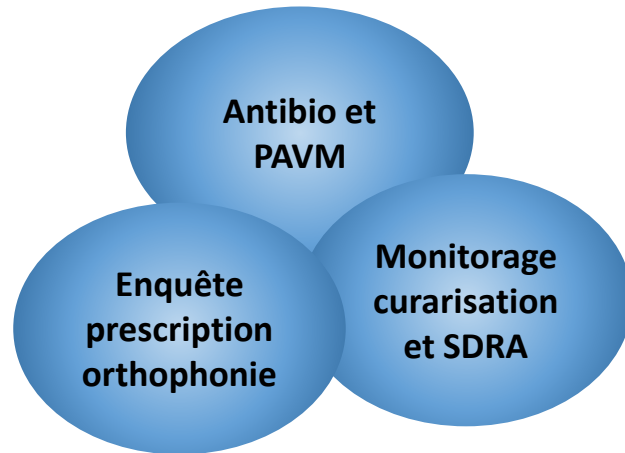 Antibio et
PAVM
Enquête
prescription
orthophonie
Monitorage
curarisation
et SDRA